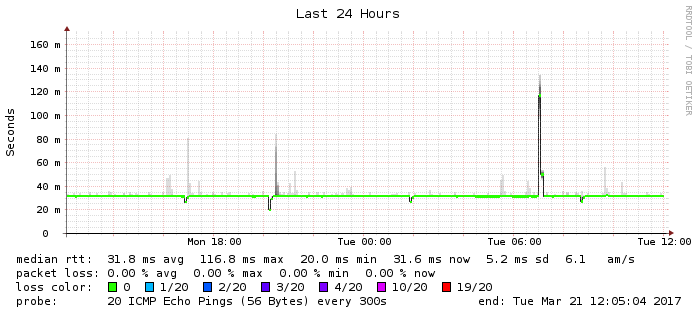 Last 24 Hours
RRDTOOL / TOBI OETIKER
Seconds
160 m
140 m
120 m
100 m
80 m
60 m
40 m
20 m
0
Mon 18:00 Tue 00:00 Tue 06:00 Tue 12:00
median rtt: 31.8 ms avg 116.8 ms max 20.0 ms min 31.6 ms now 5.2 ms sd 6.1 am/s
packet loss: 0.00 % avg 0.00 % max 0.00 % min 0.00 % now
loss color: 0 1/20 2/20 3/20 4/20 10/20 19/20
probe: 20 ICMP Echo Pings (56 Bytes) every 300s end: Tue Mar 21 12:05:04 2017